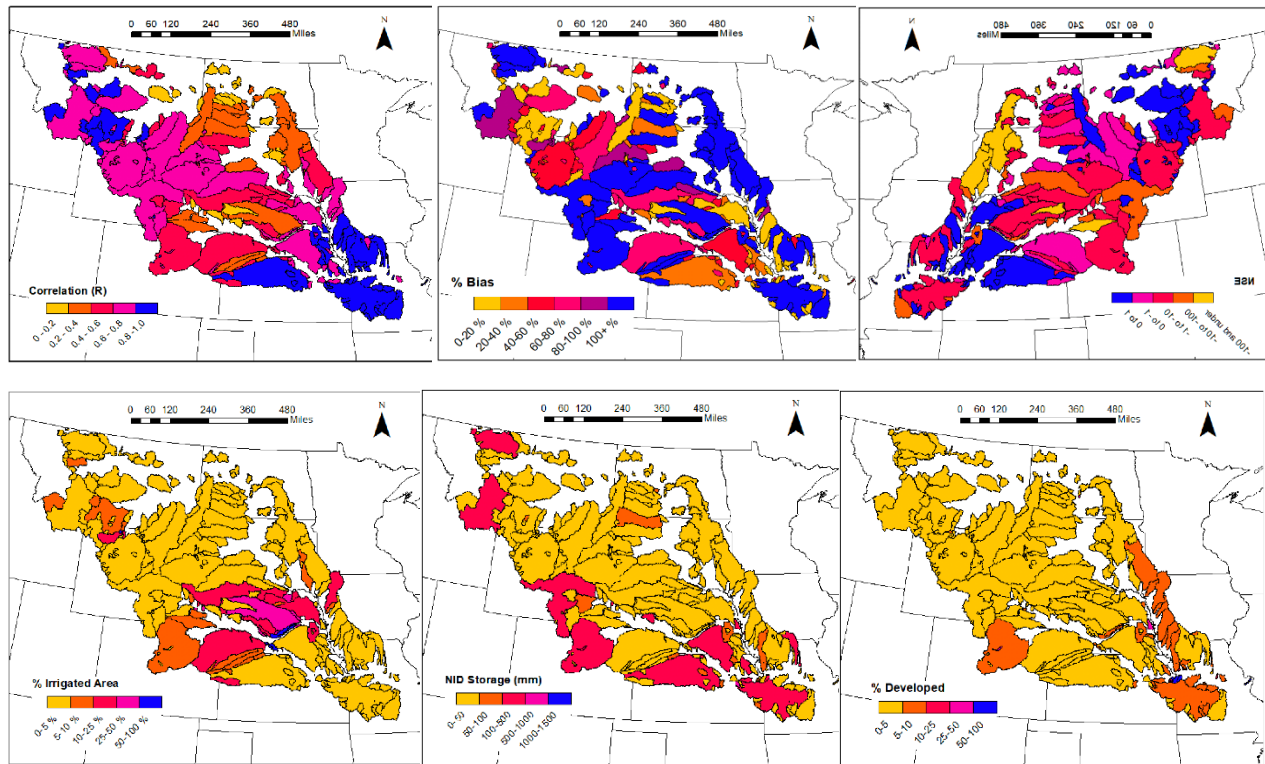 N
0 60 120 240 360 480
Miles
Correlation (R)
0 - 0.2
0.2 - 0.4
0.4 - 0.6
0.6 - 0.8
0.8 - 1.0
N
0 60 120 240 360 480
Miles
% Bias
0-20 %
20-40 %
40-60 %
60-80 %
80-100 %
100+ %
N
0 60 120 240 360 480
Miles
NSE
-100 and under
-10 to -100
-1 to -10
0 to -1
0 to 1
N
0 60 120 240 360 480
Miles
% Irrigated Area
0-5 %
5-10 %
10-25 %
25-50 %
50-100 %
N
0 60 120 240 360 480
Miles
NID Storage (mm)
0-50
50-100
100-500
500-1000
1000-1500
N
0 60 120 240 360 480
Miles
% Developed
0-5
5-10
10-25
25-50
50-100